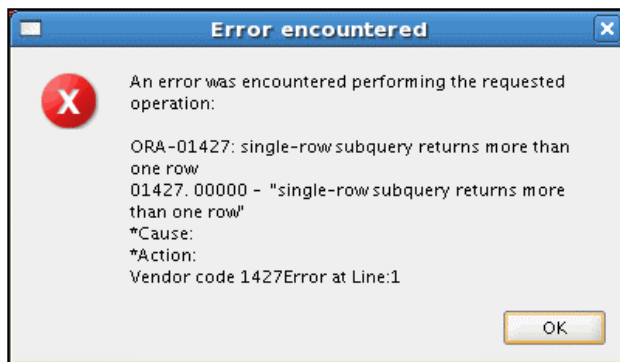 Error encountered
An error was encountered performing the requested
operation:
ORA-01427: single-row subquery returns more than
one row
01427. 00000 - "single-row subquery returns more
than one row"
*Cause:
*Action:
Vendor code 1427Error at Line:1
OK